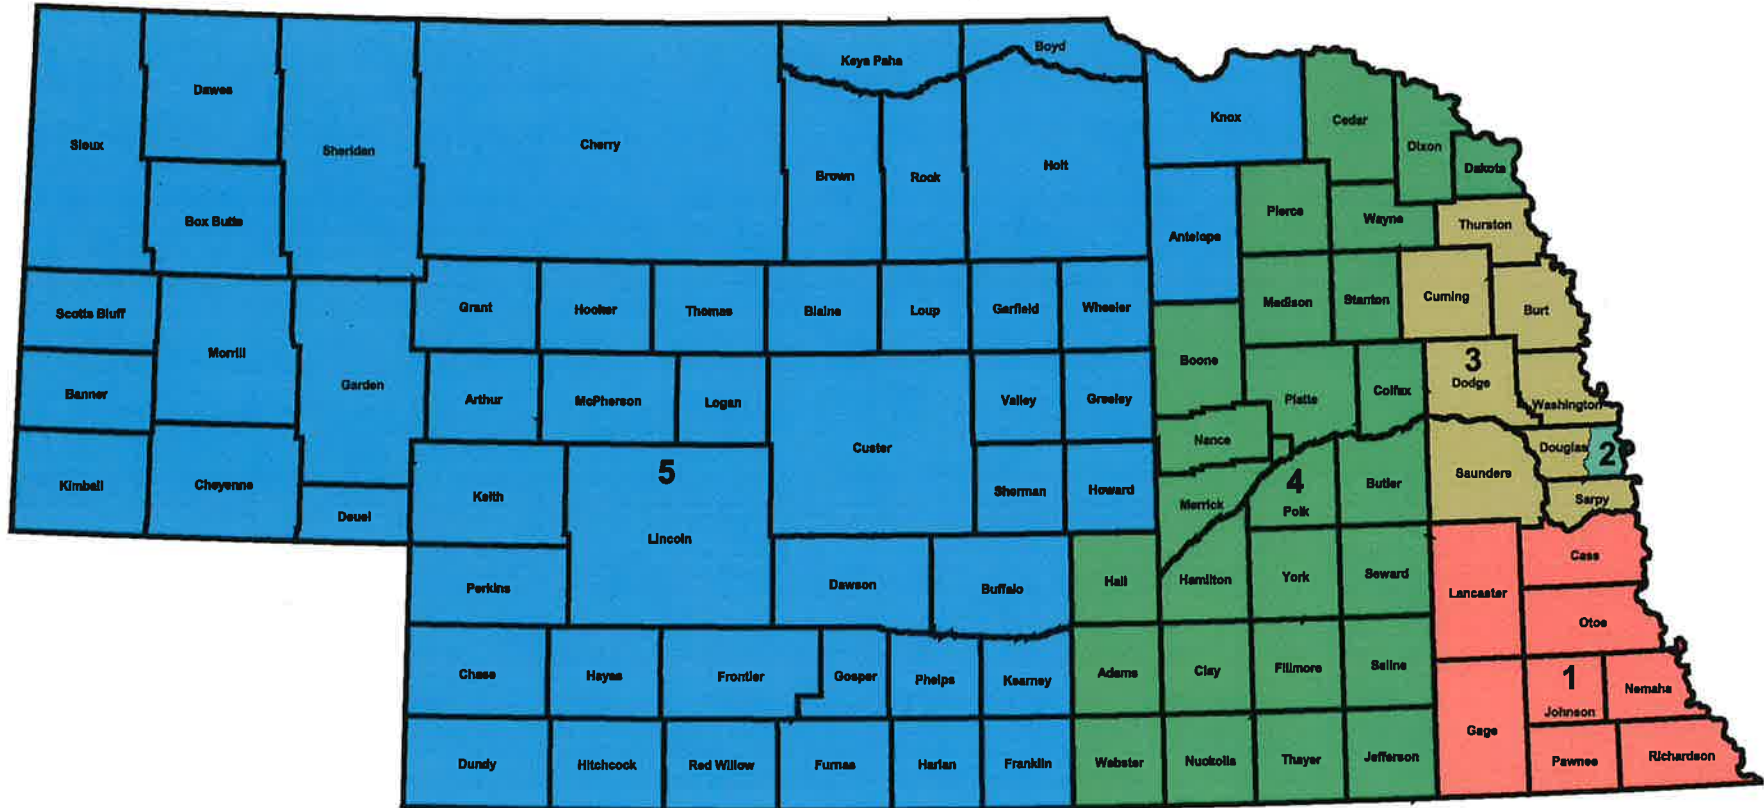 Sioux
Dawes
Sheridan
Cherry
Keya Paha
Boyd
Knox
Cedar
Dixon
Dakota
Box Butte
Brown
Rock
Holt
Antelope
Pierce
Wayne
Thurston
Scotts Bluff
Morrill
Garden
Grant
Hooker
Thomas
Blaine
Loup
Garfield
Wheeler
Madison
Stanton
Cuming
Burt
Banner
Arthur
McPherson
Logan
Custer
Valley
Greeley
Boone
Platte
Colfax
3
Dodge
Washington
Kimball
Cheyenne
Deuel
Keith
5
Lincoln
Sherman
Howard
Nance
Merrick
4
Polk
Butler
Saunders
Douglas
2
Sarpy
Perkins
Dawson
Buffalo
Hall
Hamilton
York
Seward
Lancaster
Cass
Otoe
Chase
Hayes
Frontier
Gosper
Phelps
Kearney
Adams
Clay
Fillmore
Saline
Gage
1
Johnson
Nemaha
Dundy
Hitchcock
Red Willow
Furnas
Harlan
Franklin
Webster
Nuckolls
Thayer
Jefferson
Pawnee
Richardson